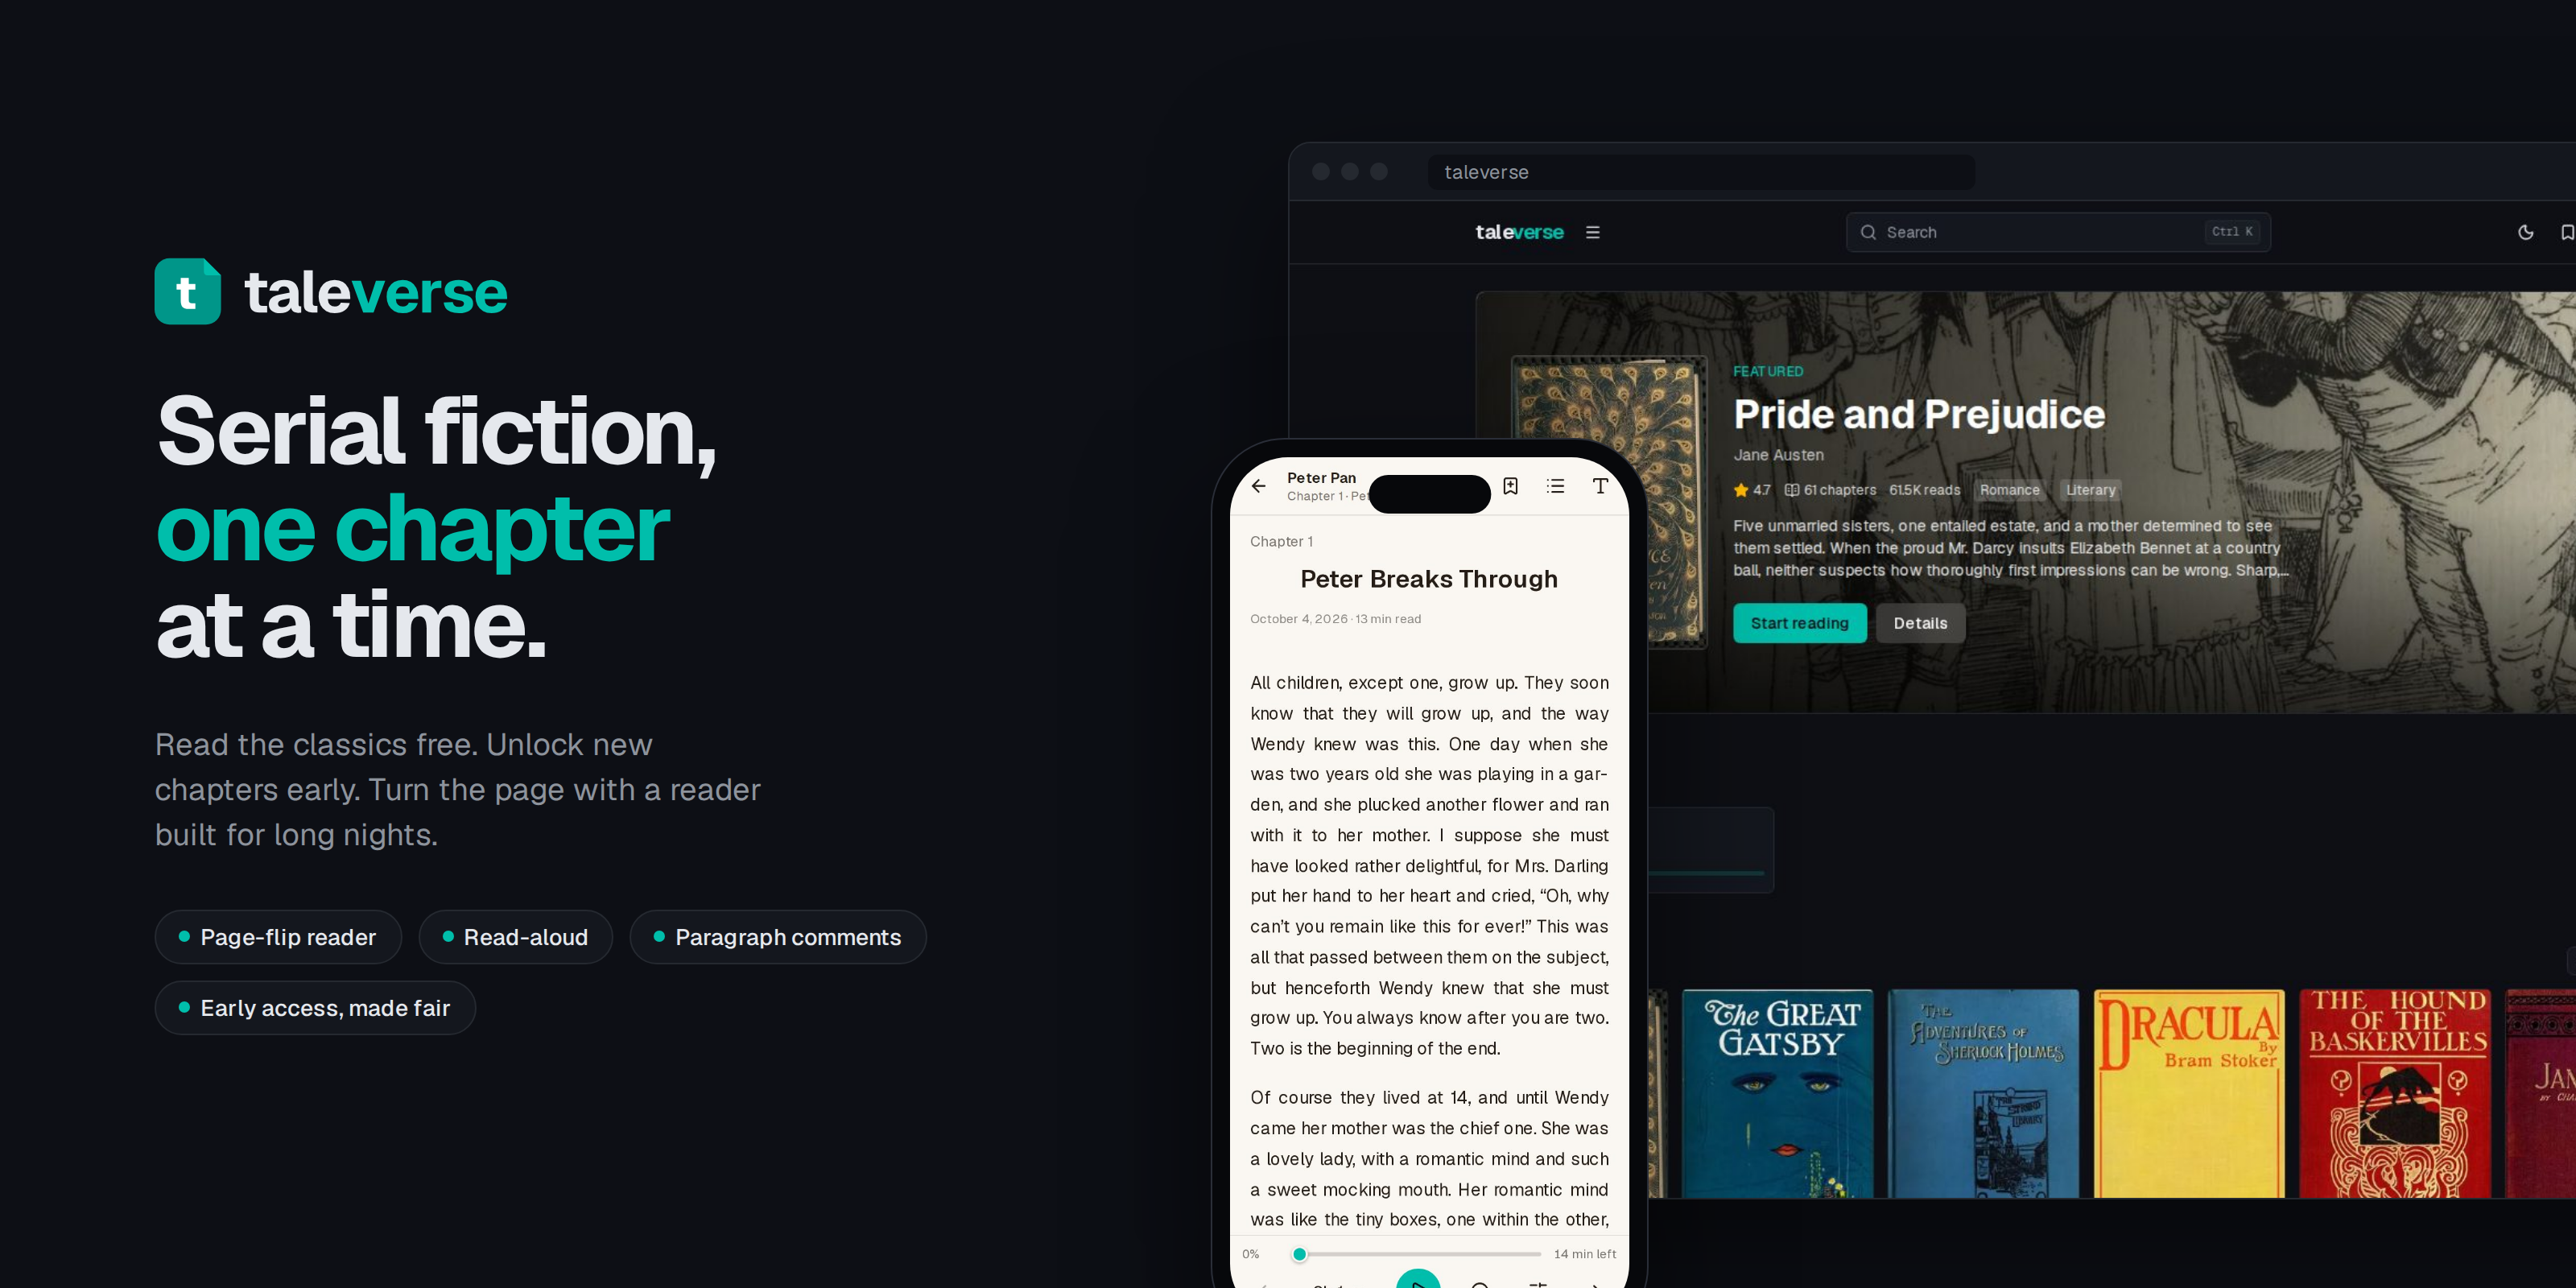 t taleverse
Serial fiction,
one chapter
at a time.
Read the classics free. Unlock new
chapters early. Turn the page with a reader
built for long nights.
Page-flip reader
Read-aloud
Paragraph comments
Early access, made fair
taleverse
taleverse
Search
Ctrl K
FEATURED
Pride and Prejudice
Jane Austen
4.7 61 chapters 61.5K reads Romance Literary
Five unmarried sisters, one entailed estate, and a mother determined to see
them settled. When the proud Mr. Darcy insults Elizabeth Bennet at a country
ball, neither suspects how thoroughly first impressions can be wrong. Sharp,...
Start reading
Details
Peter Pan
Chapter 1 ·
Chapter 1
Peter Breaks Through
October 4, 2026 · 13 min read
All children, except one, grow up. They soon
know that they will grow up, and the way
Wendy knew was this. One day when she
was two years old she was playing in a gar-
den, and she plucked another flower and ran
with it to her mother. I suppose she must
have looked rather delightful, for Mrs. Darling
put her hand to her heart and cried, “Oh, why
can’t you remain like this for ever!” This was
all that passed between them on the subject,
but henceforth Wendy knew that she must
grow up. You always know after you are two.
Two is the beginning of the end.
Of course they lived at 14, and until Wendy
came her mother was the chief one. She was
a lovely lady, with a romantic mind and such
a sweet mocking mouth. Her romantic mind
was like the tiny boxes, one within the other,
0%
14 min left
The GREAT
GATSBY
THE
ADVENTURES OF
SHERLOCK HOLMES
DRACULA
By
Bram Stoker
THE HOUND
OF THE
BASKERVILLES